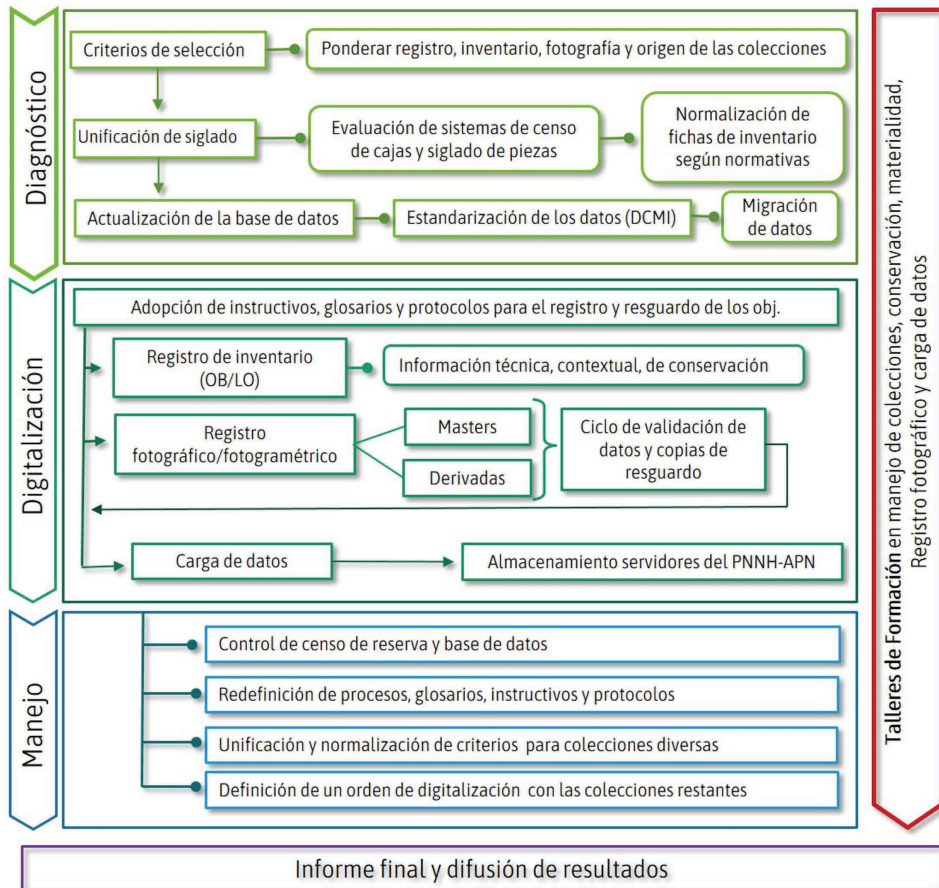 Diagnóstico
Criterios de selección
Ponderar registro, inventario, fotografía y origen de las colecciones
Unificación de siglado
Evaluación de sistemas de censo
de cajas y siglado de piezas
Normalización de
fichas de inventario
según normativas
Actualización de la base de datos
Estandarización de los datos (DCMI)
Migración
de datos
Digitalización
Adopción de instructivos, glosarios y protocolos para el registro y resguardo de los obj.
Registro de inventario
(OB/LO)
Información técnica, contextual, de conservación
Registro
fotográfico/fotogramétrico
Masters
Derivadas
Ciclo de validación de
datos y copias de
resguardo
Carga de datos
Almacenamiento servidores del PNNH-APN
Manejo
Control de censo de reserva y base de datos
Redefinición de procesos, glosarios, instructivos y protocolos
Unificación y normalización de criterios para colecciones diversas
Definición de un orden de digitalización con las colecciones restantes
Talleres de Formación en manejo de colecciones, conservación, materialidad,
Registro fotográfico y carga de datos
Informe final y difusión de resultados